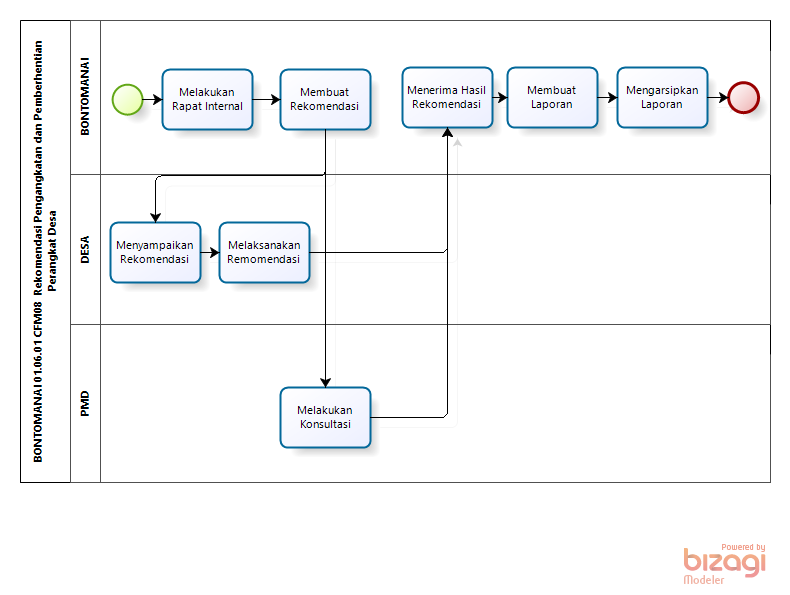 BONTOMANAI 01.06.01 CFM08 Rekomendasi Pengangkatan dan Pemberhentian
Perangkat Desa
BONTOMANAI
Melakukan
Rapat Internal
Membuat
Rekomendasi
Menerima Hasil
Rekomendasi
Membuat
Laporan
Mengarsipkan
Laporan
DESA
Menyampaikan
Rekomendasi
Melaksanakan
Remomendasi
PMD
Melakukan
Konsultasi
Powered by
bizagi
Modeler